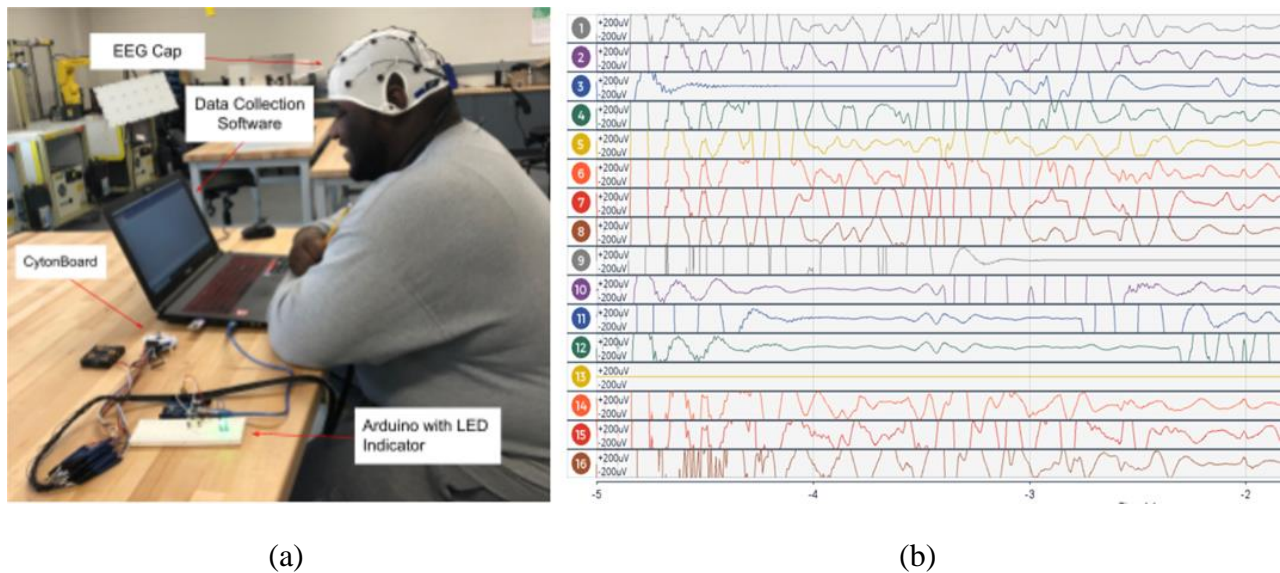 EEG Cap
Data Collection
Software
CytonBoard
Arduino with LED
Indicator
1
+200uV
-200uV
2
+200uV
-200uV
3
+200uV
-200uV
4
+200uV
-200uV
5
+200uV
-200uV
6
+200uV
-200uV
7
+200uV
-200uV
8
+200uV
-200uV
9
+200uV
-200uV
10
+200uV
-200uV
11
+200uV
-200uV
12
+200uV
-200uV
13
+200uV
-200uV
14
+200uV
-200uV
15
+200uV
-200uV
16
+200uV
-200uV
-5 -4 -3 -2
(a) (b)